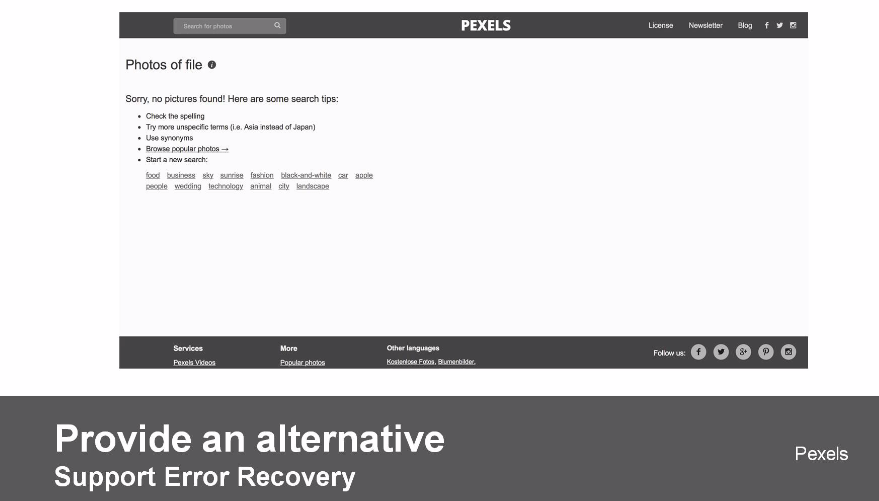 Search for photos PEXELS License Newsletter Blog
Photos of file
Sorry, no pictures found! Here are some search tips:
Check the spelling
Try more unspecific terms (i.e. Asia instead of Japan)
Use synonyms
Browse popular photos →
Start a new search:
food business sky sunrise fashion black-and-white car apple
people wedding technology animal city landscape
Services More Other languages
Follow us:
Pexels Videos Popular photos Kostenlose Fotos, Blumenbilder,
Provide an alternative
Support Error Recovery
Pexels